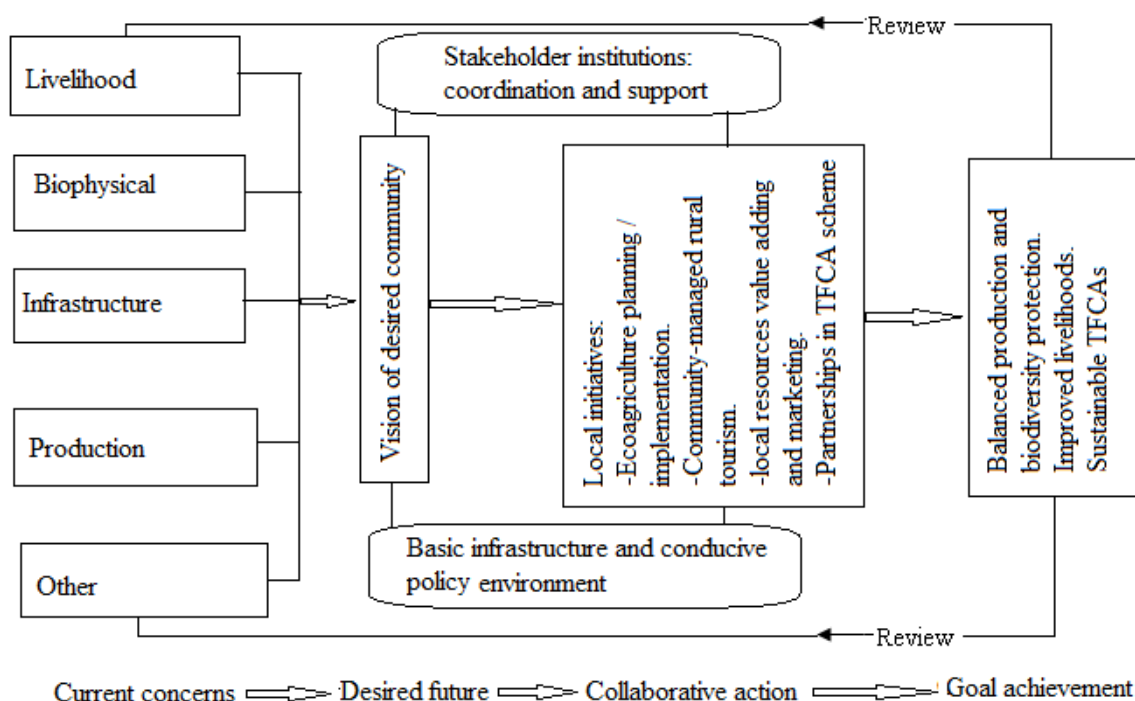 Review
Livelihood
Stakeholder institutions:
coordination and support
Biophysical
Infrastructure
Production
Other
Vision of desired community
Local initiatives:
-Ecoagriculture planning /
implementation.
-Community-managed rural
tourism.
-local resources value adding
and marketing.
-Partnerships in TFCA scheme
Balanced production and
biodiversity protection.
Improved livelihoods.
Sustainable TFCAs
Basic infrastructure and conducive
policy environment
Review
Current concerns Desired future Collaborative action Goal achievement